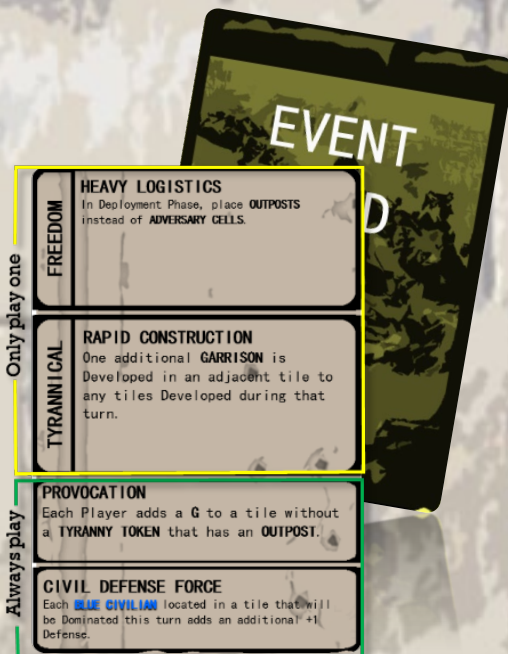 EVENT
D
Only play one
FREEDOM
HEAVY LOGISTICS
In Deployment Phase, place OUTPOSTS
instead of ADVERSARY CELLS.
TYRANNICAL
RAPID CONSTRUCTION
One additional GARRISON is
Developed in an adjacent tile to
any tiles Developed during that
turn.
Always play
PROVOCATION
Each Player adds a G to a tile without
a TYRANNY TOKEN that has an OUTPOST.
CIVIL DEFENSE FORCE
Each BLUE CIVILIAN located in a tile that will
be Dominated this turn adds an additional +1
Defense.